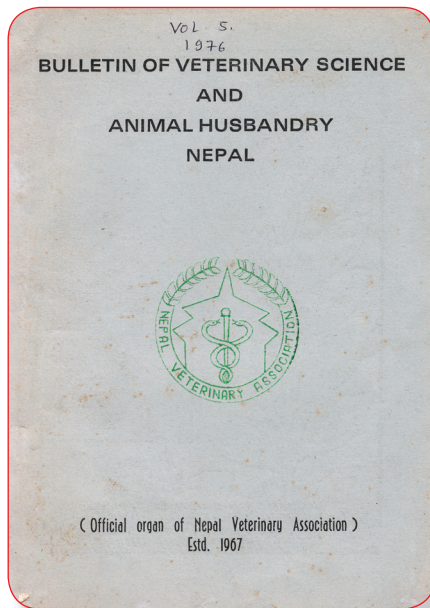 VOL 5.
1976
BULLETIN OF VETERINARY SCIENCE
AND
ANIMAL HUSBANDRY
NEPAL
NEPAL VETERINARY ASSOCIATION
( Official organ of Nepal Veterinary Association )
Estd. 1967